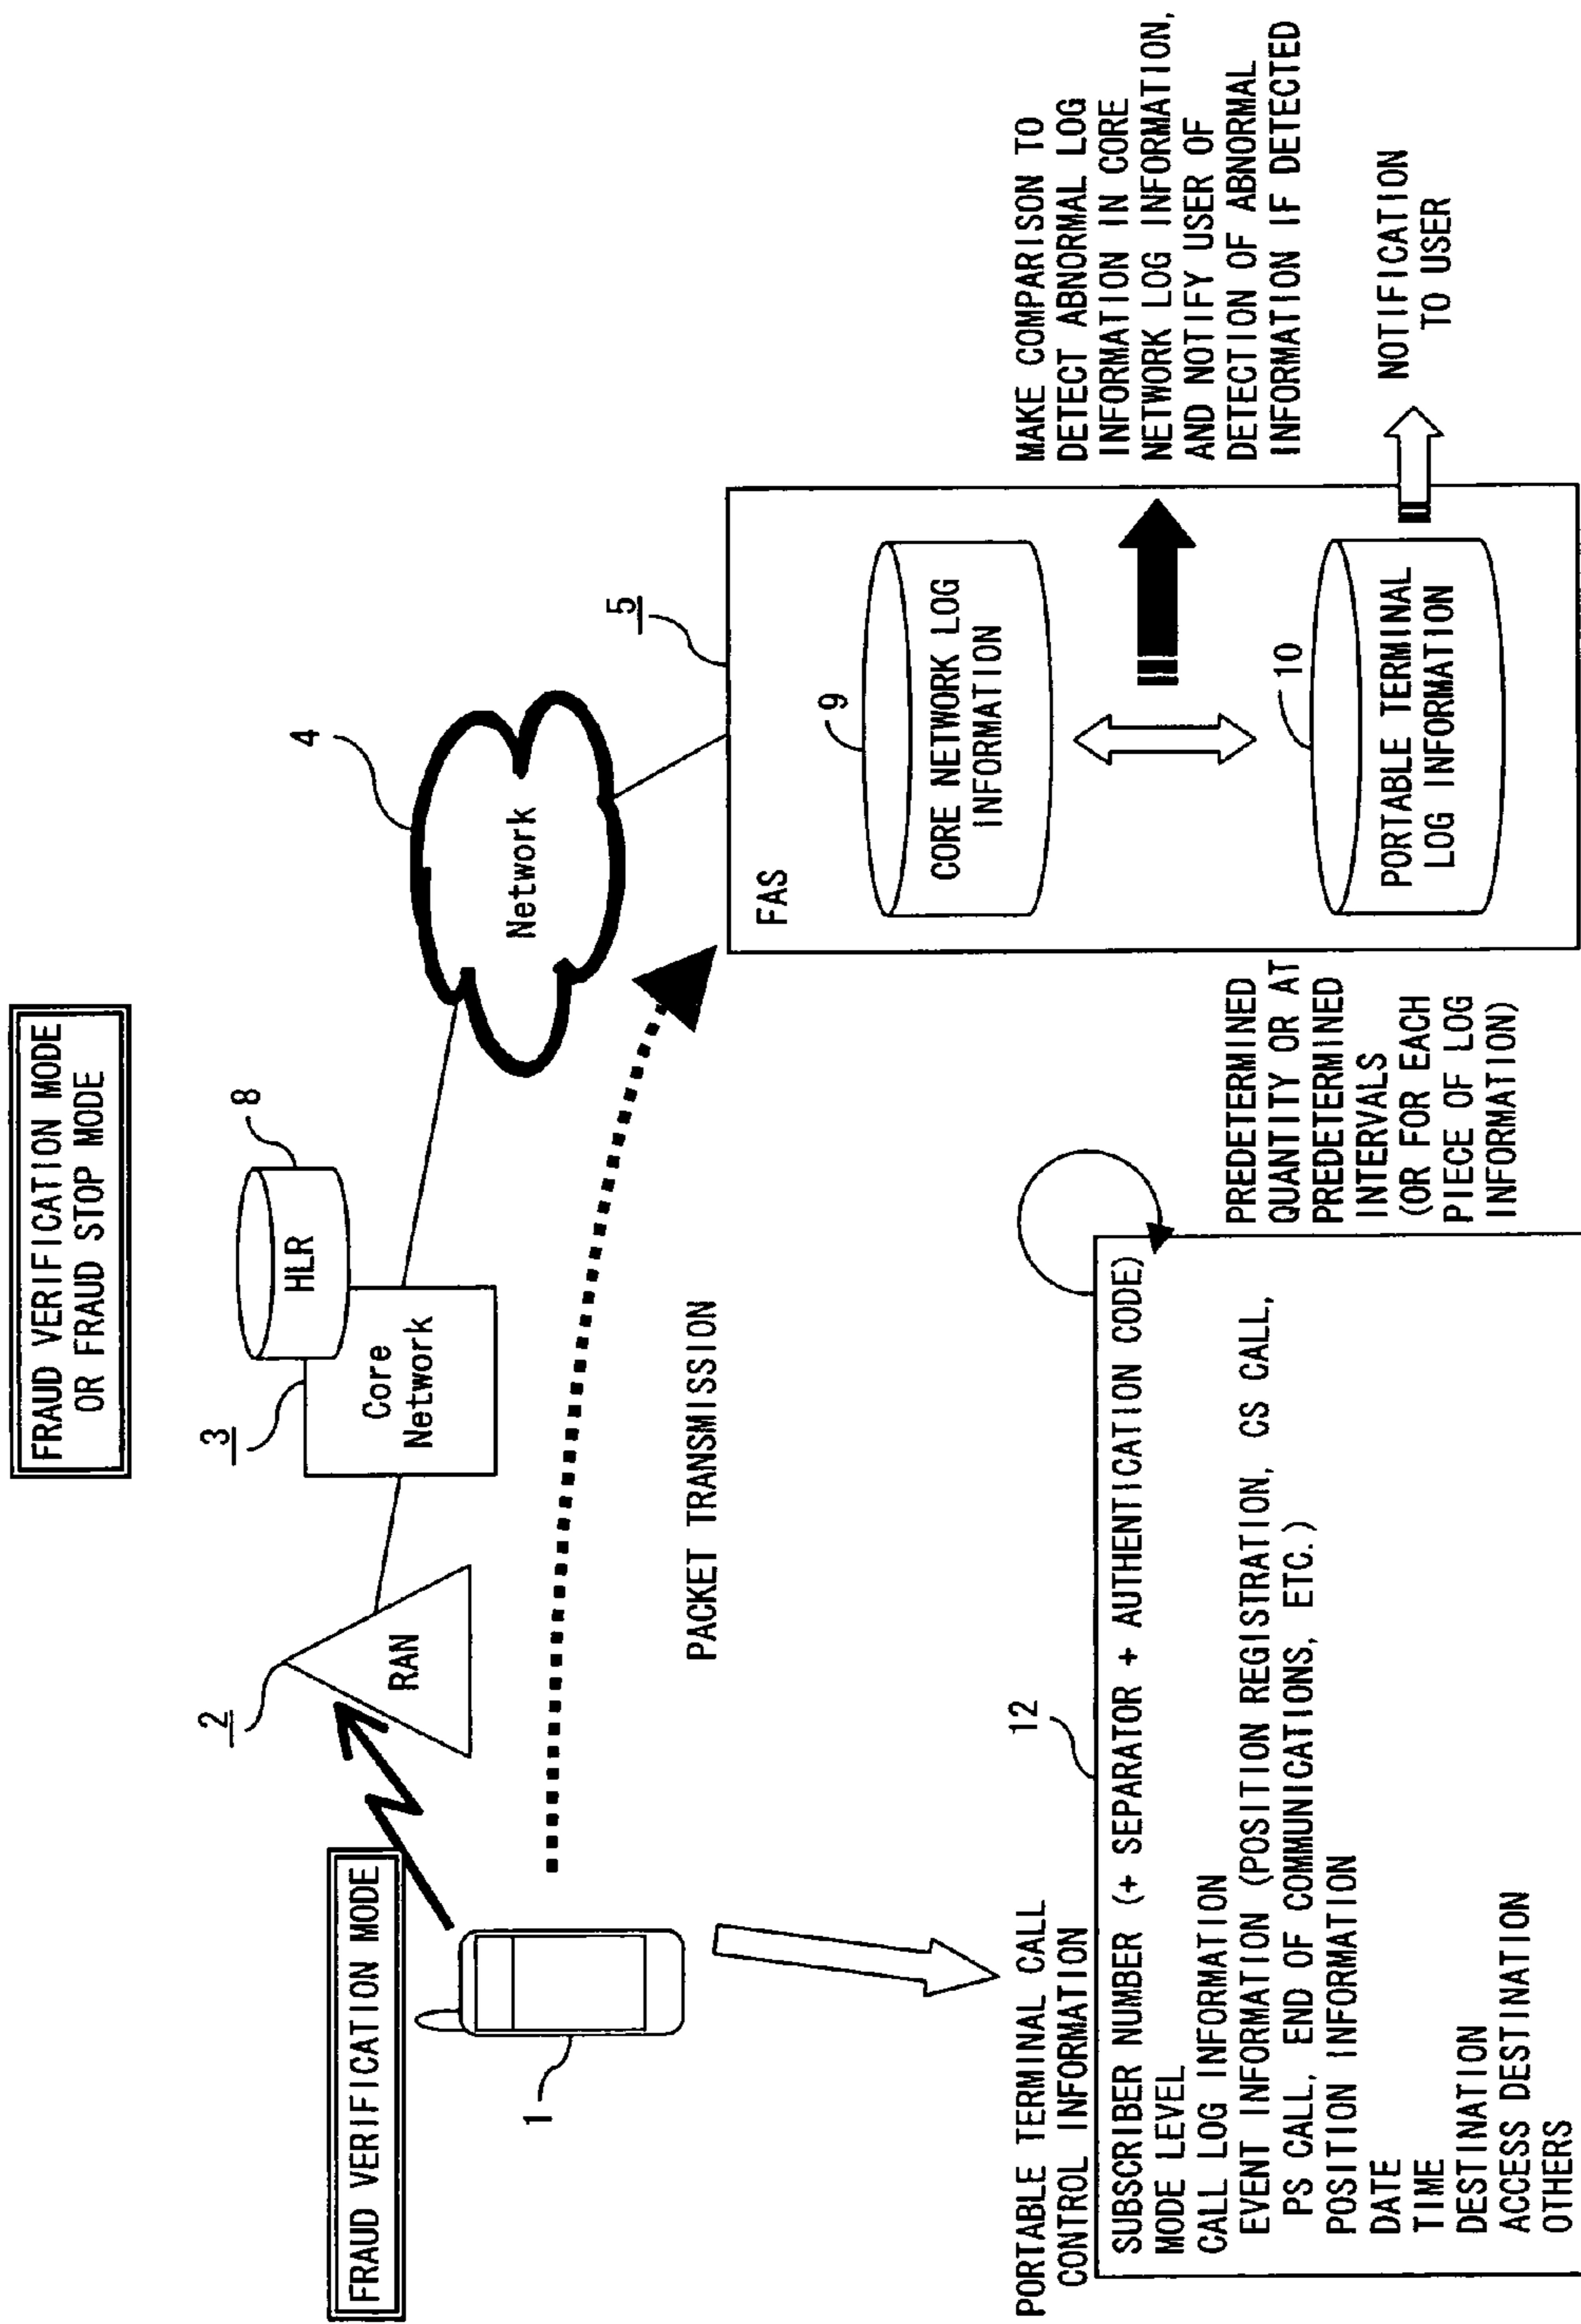 FRAUD VERIFICATION MODE
OR FRAUD STOP MODE
FRAUD VERIFICATION MODE
1
2
RAN
3
Core
Network
HLR
8
4
Network
PACKET TRANSMISSION
5
FAS
9
CORE NETWORK LOG
INFORMATION
10
PORTABLE TERMINAL
LOG INFORMATION
MAKE COMPARISON TO
DETECT ABNORMAL LOG
INFORMATION IN CORE
NETWORK LOG INFORMATION,
AND NOTIFY USER OF
DETECTION OF ABNORMAL
INFORMATION IF DETECTED
NOTIFICATION
TO USER
PORTABLE TERMINAL CALL
CONTROL INFORMATION
12
SUBSCRIBER NUMBER (+ SEPARATOR + AUTHENTICATION CODE)
MODE LEVEL
CALL LOG INFORMATION
EVENT INFORMATION (POSITION REGISTRATION, CS CALL,
PS CALL, END OF COMMUNICATIONS, ETC.)
POSITION INFORMATION
DATE
TIME
DESTINATION
ACCESS DESTINATION
OTHERS
PREDETERMINED
QUANTITY OR AT
PREDETERMINED
INTERVALS
(OR FOR EACH
PIECE OF LOG
INFORMATION)